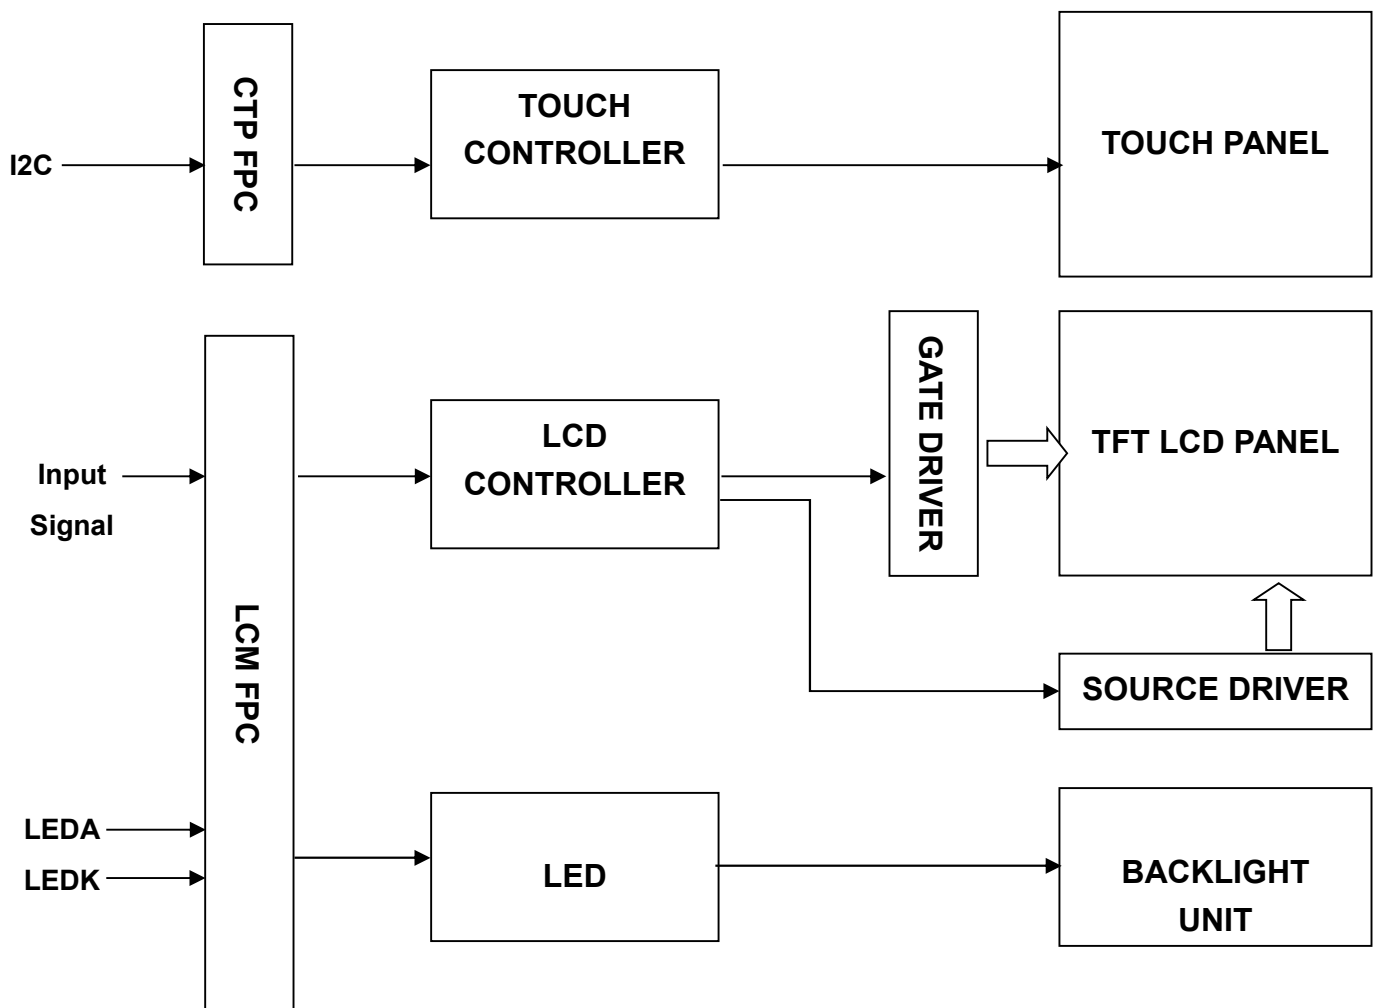 I2C
CTP FPC
TOUCH
CONTROLLER
TOUCH PANEL
Input
Signal
LCM FPC
LCD
CONTROLLER
GATE DRIVER
TFT LCD PANEL
SOURCE DRIVER
LEDA
LEDK
LED
BACKLIGHT
UNIT